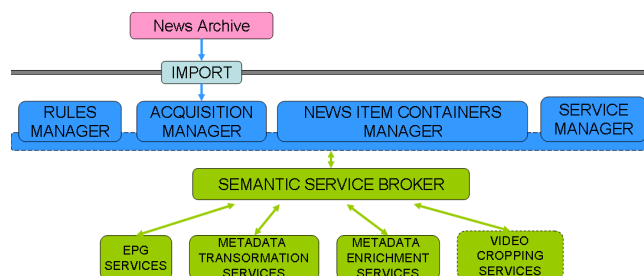 News Archive
IMPORT
RULES
MANAGER
ACQUISITION
MANAGER
NEWS ITEM CONTAINERS
MANAGER
SERVICE
MANAGER
SEMANTIC SERVICE BROKER
EPG
SERVICES
METADATA
TRANSORMATION
SERVICES
METADATA
ENRICHMENT
SERVICES
VIDEO
CROPPING
SERVICES